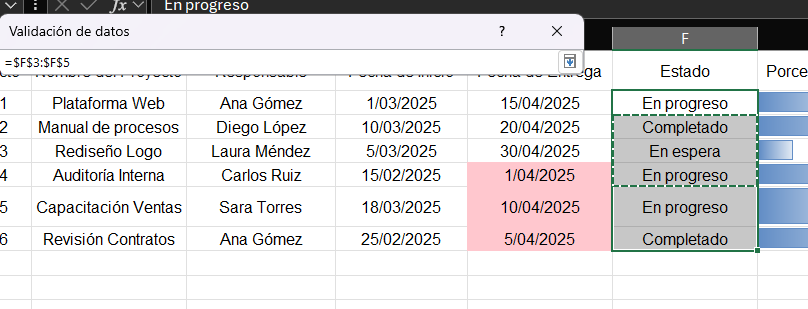 fx En progreso
Validación de datos ?
=$F$3:$F$5
F
Nombre del Proyecto Responsable Fecha de Inicio Fecha de Entrega Estado Porce
1 Plataforma Web Ana Gómez 1/03/2025 15/04/2025 En progreso
2 Manual de procesos Diego López 10/03/2025 20/04/2025 Completado
3 Rediseño Logo Laura Méndez 5/03/2025 30/04/2025 En espera
4 Auditoría Interna Carlos Ruiz 15/02/2025 1/04/2025 En progreso
5 Capacitación Ventas Sara Torres 18/03/2025 10/04/2025 En progreso
6 Revisión Contratos Ana Gómez 25/02/2025 5/04/2025 Completado